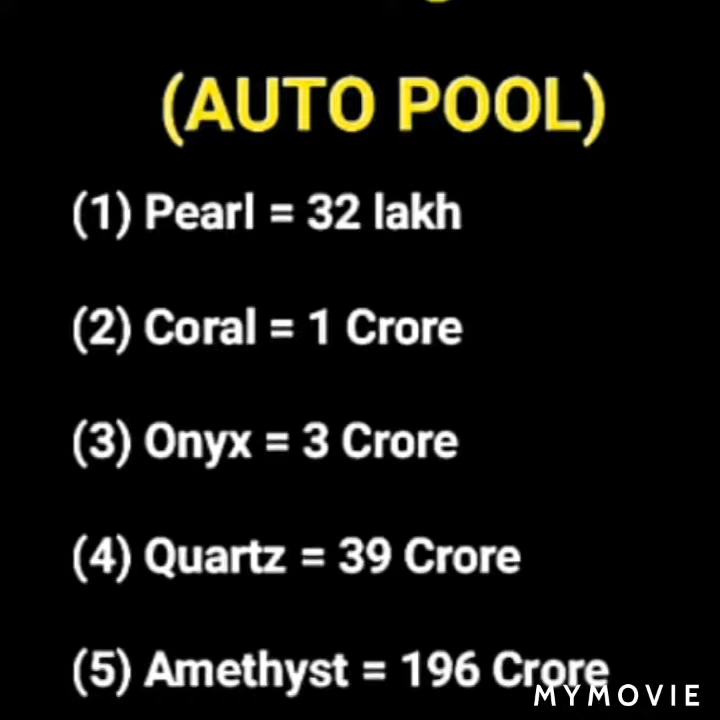 (AUTO POOL)
(1) Pearl = 32 lakh
(2) Coral = 1 Crore
(3) Onyx = 3 Crore
(4) Quartz = 39 Crore
(5) Amethyst = 196 Crore
MYMOVIE